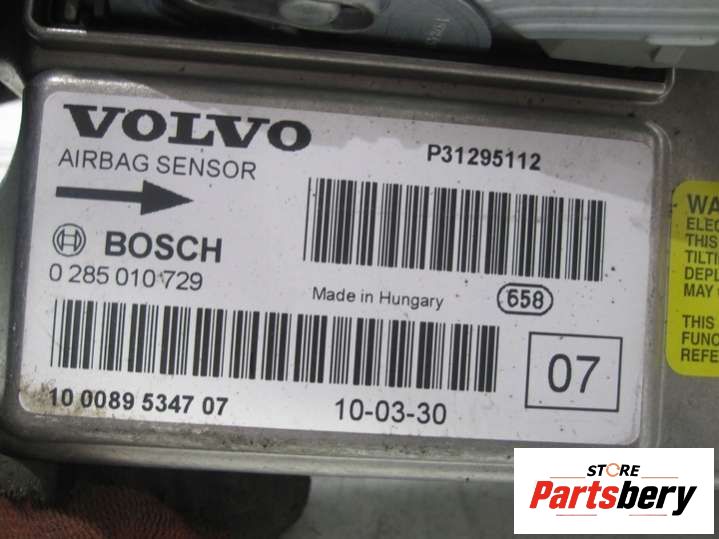 VOLVO
P31295112
AIRBAG SENSOR
BOSCH
0 285 010 729
Made in Hungary
658
07
10 0089 5347 07
10-03-30
WA
ELEC
THIS
TILTI
DEPL
MAY
THIS
FUNC
REFE
STORE
Partsbery